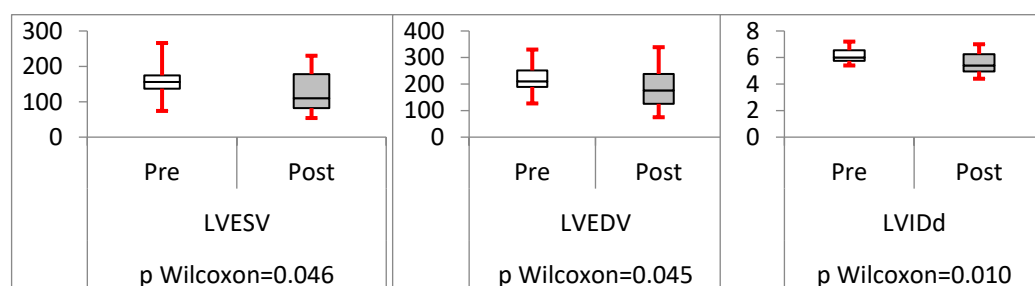 300
200
100
0
Pre Post
LVESV
p Wilcoxon=0.046
400
300
200
100
0
Pre Post
LVEDV
p Wilcoxon=0.045
8
6
4
2
0
Pre Post
LVIDd
p Wilcoxon=0.010